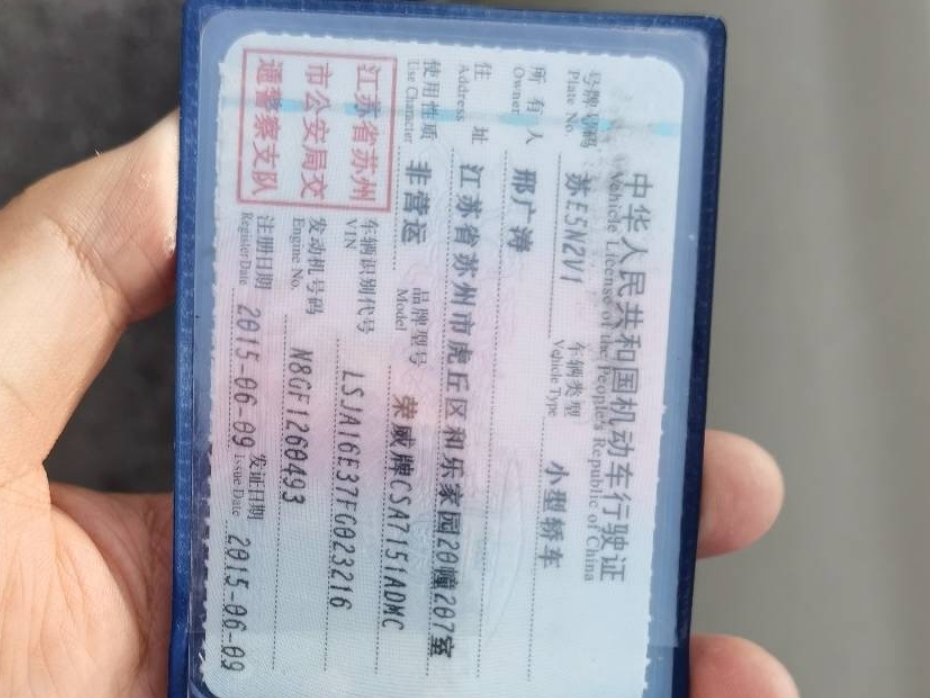 中华人民共和国机动车行驶证
Vehicle License of the People's Republic of China
号牌号码 苏E5N2V1 车辆类型 小型轿车
Plate No. Vehicle Type
所有人 邢广涛
Owner
住址 江苏省苏州市虎丘区和乐家园20幢207室
Address
使用性质 非营运 品牌型号 荣威牌CSA7151ADMC
Use Character Model
江苏省苏州
市公安局交
通警察支队
车辆识别代号 LSJA16E37FG023216
VIN
发动机号码 N8GF1260493
Engine No.
注册日期 2015-06-09 发证日期 2015-06-09
Register Date Issue Date